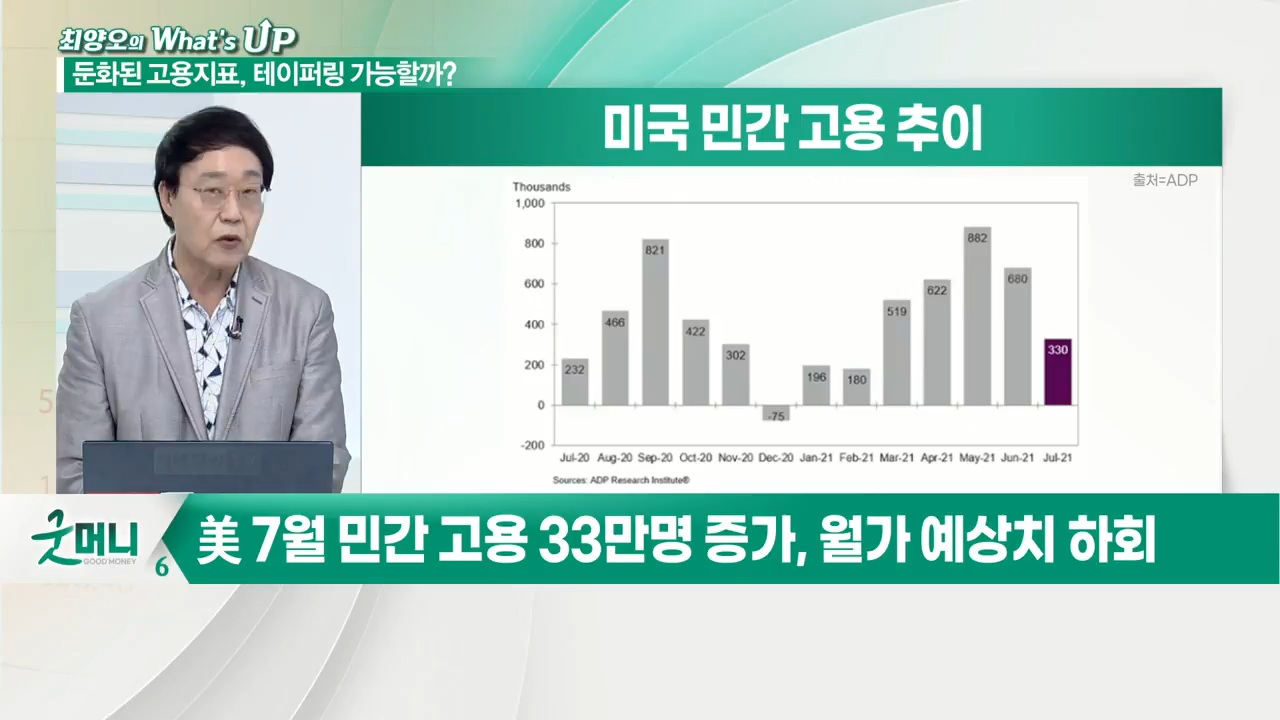 최양오의 What's UP
둔화된 고용지표, 테이퍼링 가능할까?
미국 민간 고용 추이
출처=ADP
Thousands
1,000
800
600
400
200
0
-200
232
466
821
422
302
-75
196
180
519
622
882
680
330
Jul-20 Aug-20 Sep-20 Oct-20 Nov-20 Dec-20 Jan-21 Feb-21 Mar-21 Apr-21 May-21 Jun-21 Jul-21
Sources: ADP Research Institute®
굿머니
GOOD MONEY
6
美 7월 민간 고용 33만명 증가, 월가 예상치 하회